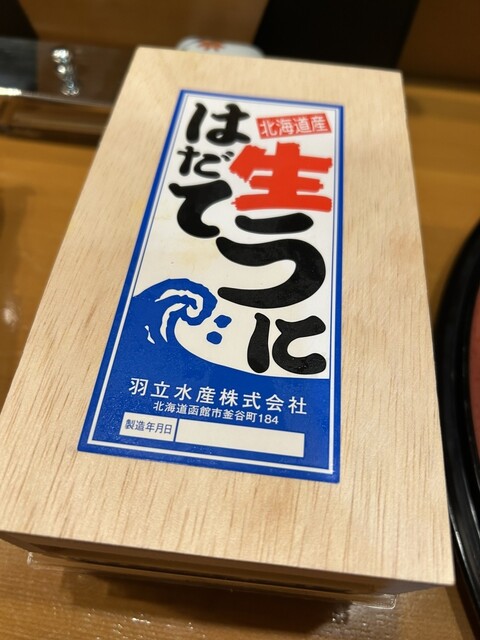 北海道産
生うに
はだて
羽立水産株式会社
北海道函館市釜谷町184
製造年月日